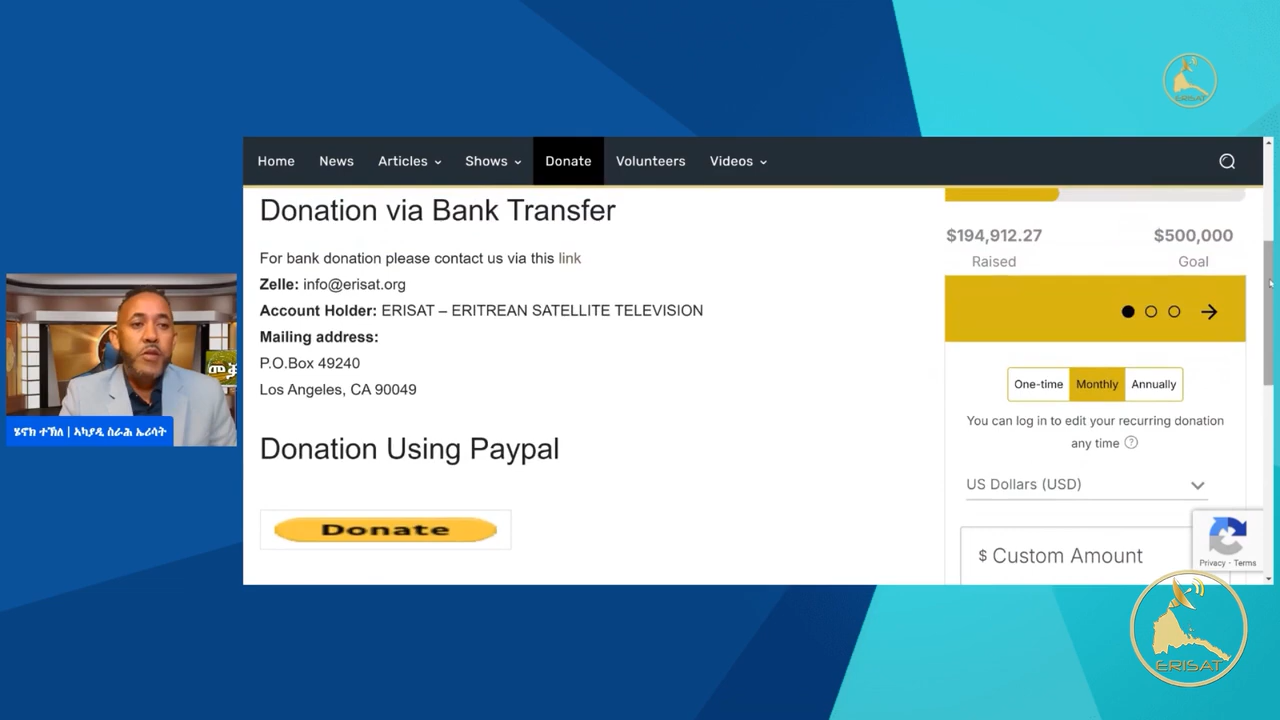 ERISAT
Home News Articles Shows Donate Volunteers Videos
Donation via Bank Transfer
For bank donation please contact us via this link
Zelle: info@erisat.org
Account Holder: ERISAT – ERITREAN SATELLITE TELEVISION
Mailing address:
P.O.Box 49240
Los Angeles, CA 90049
Donation Using Paypal
Donate
$194,912.27 $500,000
Raised Goal
One-time Monthly Annually
You can log in to edit your recurring donation
any time ?
US Dollars (USD)
$ Custom Amount
Privacy - Terms
መቓ
ሄኖክ ተኽለ | ኣካያዲ ስራሕ ኤሪሳት
ERISAT